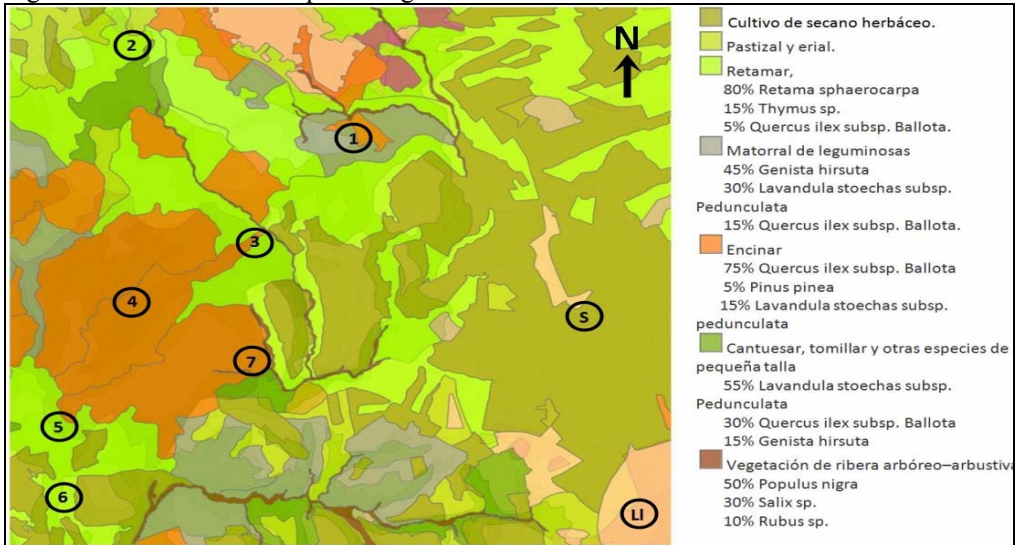 2
N
1
3
4
S
7
5
6
LI
Cultivo de secano herbáceo.
Pastizal y erial.
Retamar,
80% Retama sphaerocarpa
15% Thymus sp.
5% Quercus ilex subsp. Ballota.
Matorral de leguminosas
45% Genista hirsuta
30% Lavandula stoechas subsp.
Pedunculata
15% Quercus ilex subsp. Ballota.
Encinar
75% Quercus ilex subsp. Ballota
5% Pinus pinea
15% Lavandula stoechas subsp.
pedunculata
Cantuesar, tomillar y otras especies de
pequeña talla
55% Lavandula stoechas subsp.
Pedunculata
30% Quercus ilex subsp. Ballota
15% Genista hirsuta
Vegetación de ribera arbóreo–arbustiva
50% Populus nigra
30% Salix sp.
10% Rubus sp.